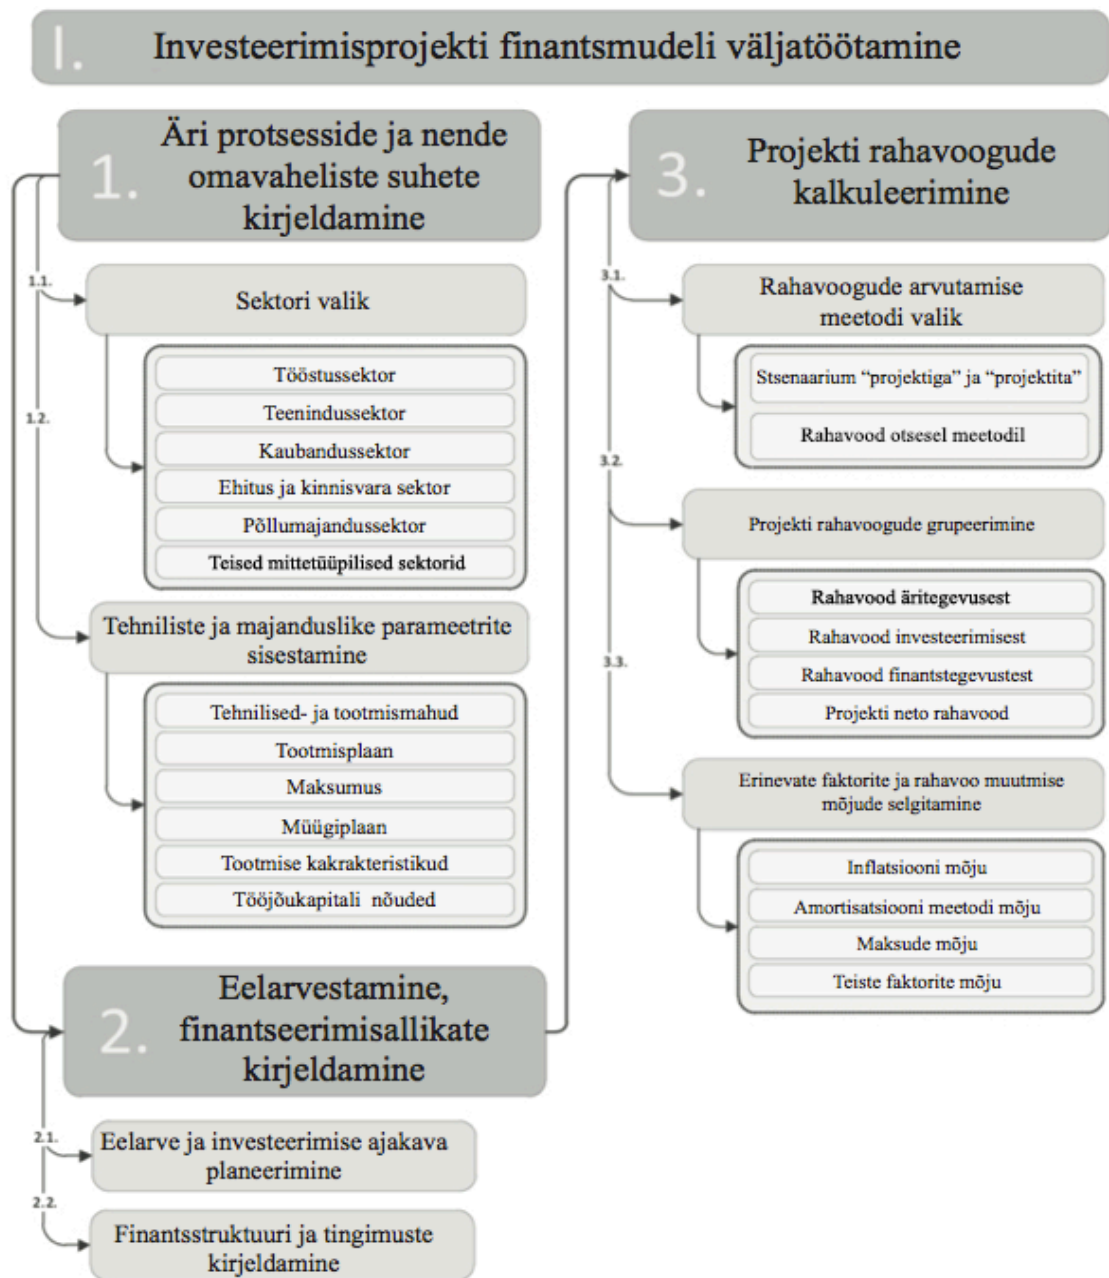 I. Investeerimisprojekti finantsmudeli väljatöötamine
1. Äri protsesside ja nende
omavaheliste suhete
kirjeldamine
1.1.
Sektori valik
Tööstussektor
Teenindussektor
Kaubandussektor
Ehitus ja kinnisvara sektor
Põllumajandussektor
Teised mittetüüpilised sektorid
1.2.
Tehniliste ja majanduslike parameetrite
sisestamine
Tehnilised- ja tootmismahud
Tootmisplaan
Maksumus
Müügiplaan
Tootmise kakrakteristikud
Tööjõukapitali nõuded
2. Eelarvestamine,
finantseerimisallikate
kirjeldamine
2.1.
Eelarve ja investeerimise ajakava
planeerimine
2.2.
Finantsstruktuuri ja tingimuste
kirjeldamine
3. Projekti rahavoogude
kalkuleerimine
3.1.
Rahavoogude arvutamise
meetodi valik
Stsenaarium “projektiga” ja “projektita”
Rahavood otsesel meetodil
3.2.
Projekti rahavoogude grupeerimine
Rahavood äritegevusest
Rahavood investeerimisest
Rahavood finantstegevustest
Projekti neto rahavood
3.3.
Erinevate faktorite ja rahavoo muutmise
mõjude selgitamine
Inflatsiooni mõju
Amortisatsiooni meetodi mõju
Maksude mõju
Teiste faktorite mõju